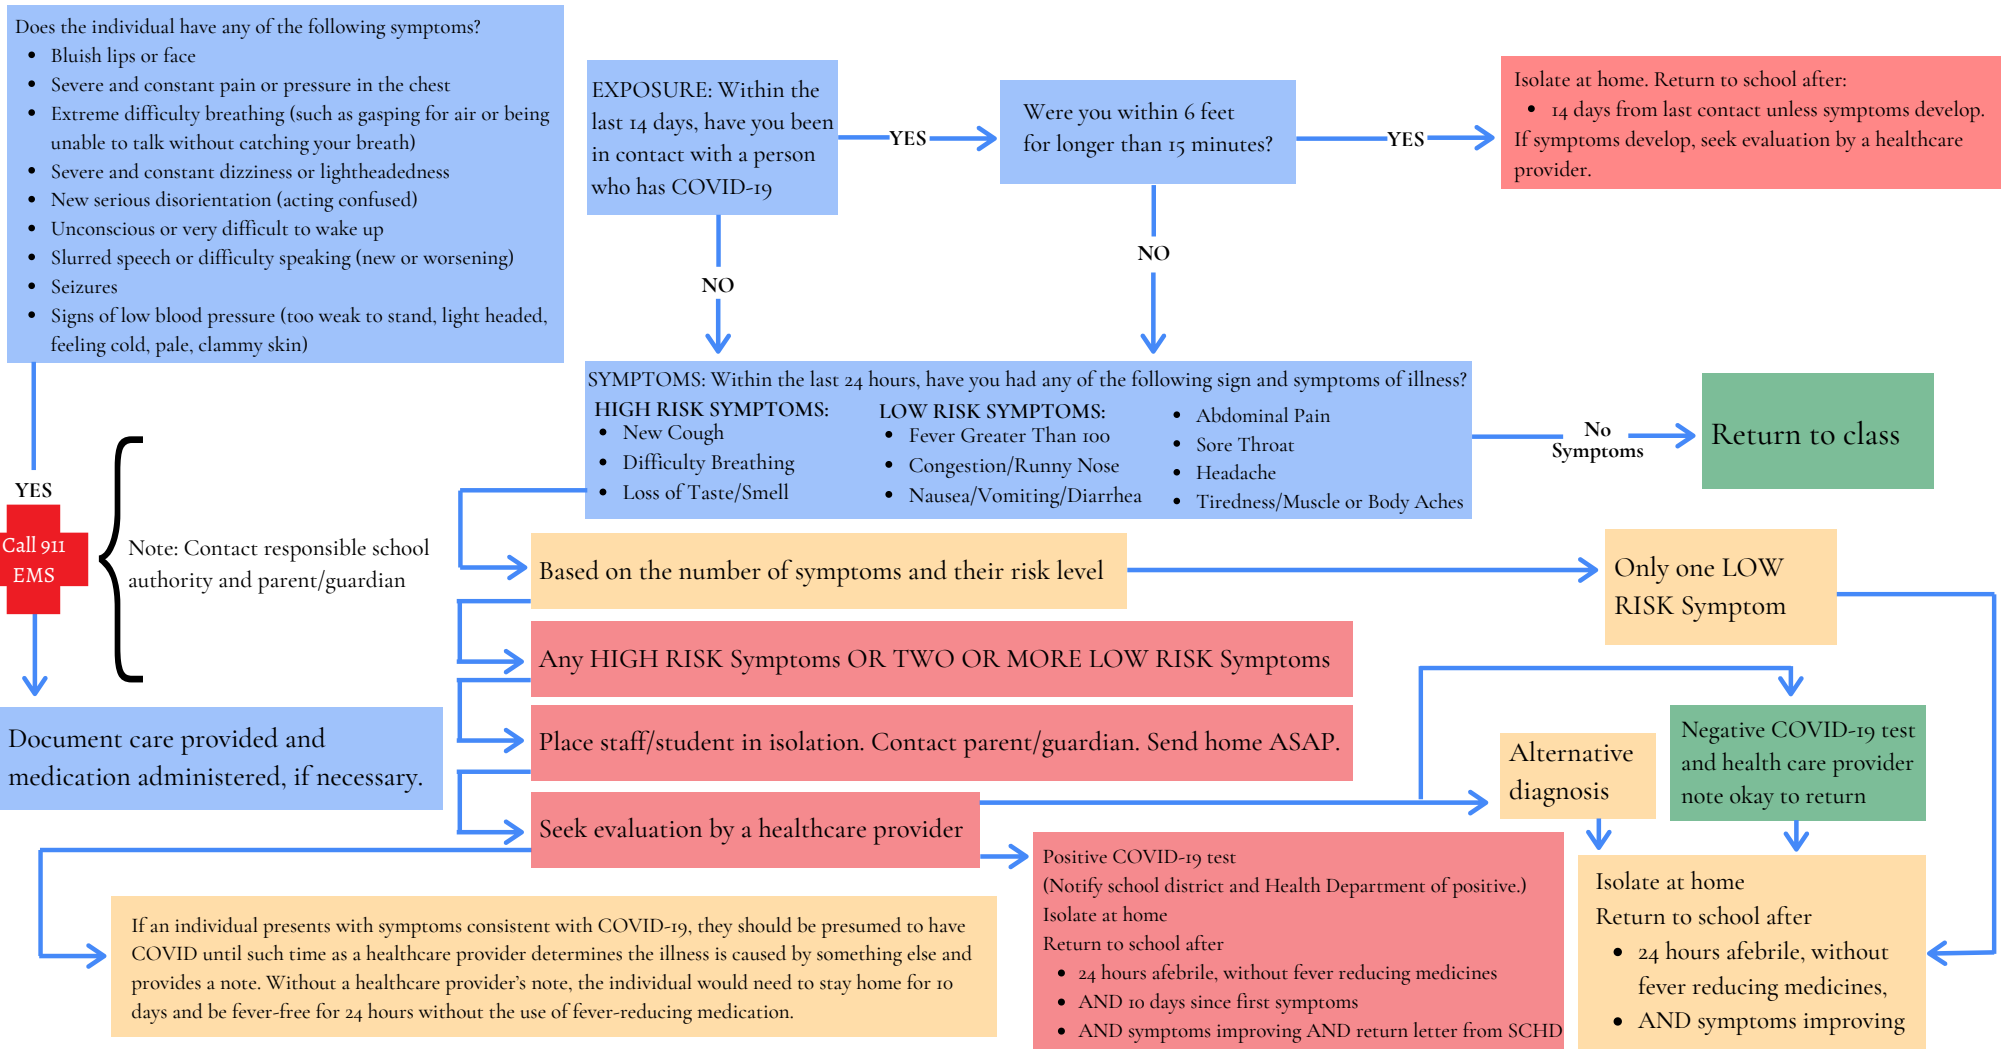 Does the individual have any of the following symptoms?
• Bluish lips or face
• Severe and constant pain or pressure in the chest
• Extreme difficulty breathing (such as gasping for air or being
unable to talk without catching your breath)
• Severe and constant dizziness or lightheadedness
• New serious disorientation (acting confused)
• Unconscious or very difficult to wake up
• Slurred speech or difficulty speaking (new or worsening)
• Seizures
• Signs of low blood pressure (too weak to stand, light headed,
feeling cold, pale, clammy skin)
YES
Call 911
EMS
Note: Contact responsible school
authority and parent/guardian
Document care provided and
medication administered, if necessary.
EXPOSURE: Within the
last 14 days, have you been
in contact with a person
who has COVID-19
YES
NO
Were you within 6 feet
for longer than 15 minutes?
YES
NO
Isolate at home. Return to school after:
• 14 days from last contact unless symptoms develop.
If symptoms develop, seek evaluation by a healthcare
provider.
SYMPTOMS: Within the last 24 hours, have you had any of the following sign and symptoms of illness?
HIGH RISK SYMPTOMS:
• New Cough
• Difficulty Breathing
• Loss of Taste/Smell
LOW RISK SYMPTOMS:
• Fever Greater Than 100
• Congestion/Runny Nose
• Nausea/Vomiting/Diarrhea
• Abdominal Pain
• Sore Throat
• Headache
• Tiredness/Muscle or Body Aches
No
Symptoms
Return to class
Based on the number of symptoms and their risk level
Only one LOW
RISK Symptom
Any HIGH RISK Symptoms OR TWO OR MORE LOW RISK Symptoms
Place staff/student in isolation. Contact parent/guardian. Send home ASAP.
Seek evaluation by a healthcare provider
Alternative
diagnosis
Negative COVID-19 test
and health care provider
note okay to return
If an individual presents with symptoms consistent with COVID-19, they should be presumed to have
COVID until such time as a healthcare provider determines the illness is caused by something else and
provides a note. Without a healthcare provider's note, the individual would need to stay home for 10
days and be fever-free for 24 hours without the use of fever-reducing medication.
Positive COVID-19 test
(Notify school district and Health Department of positive.)
Isolate at home
Return to school after
• 24 hours afebrile, without fever reducing medicines
• AND 10 days since first symptoms
• AND symptoms improving AND return letter from SCHD
Isolate at home
Return to school after
• 24 hours afebrile, without
fever reducing medicines,
• AND symptoms improving